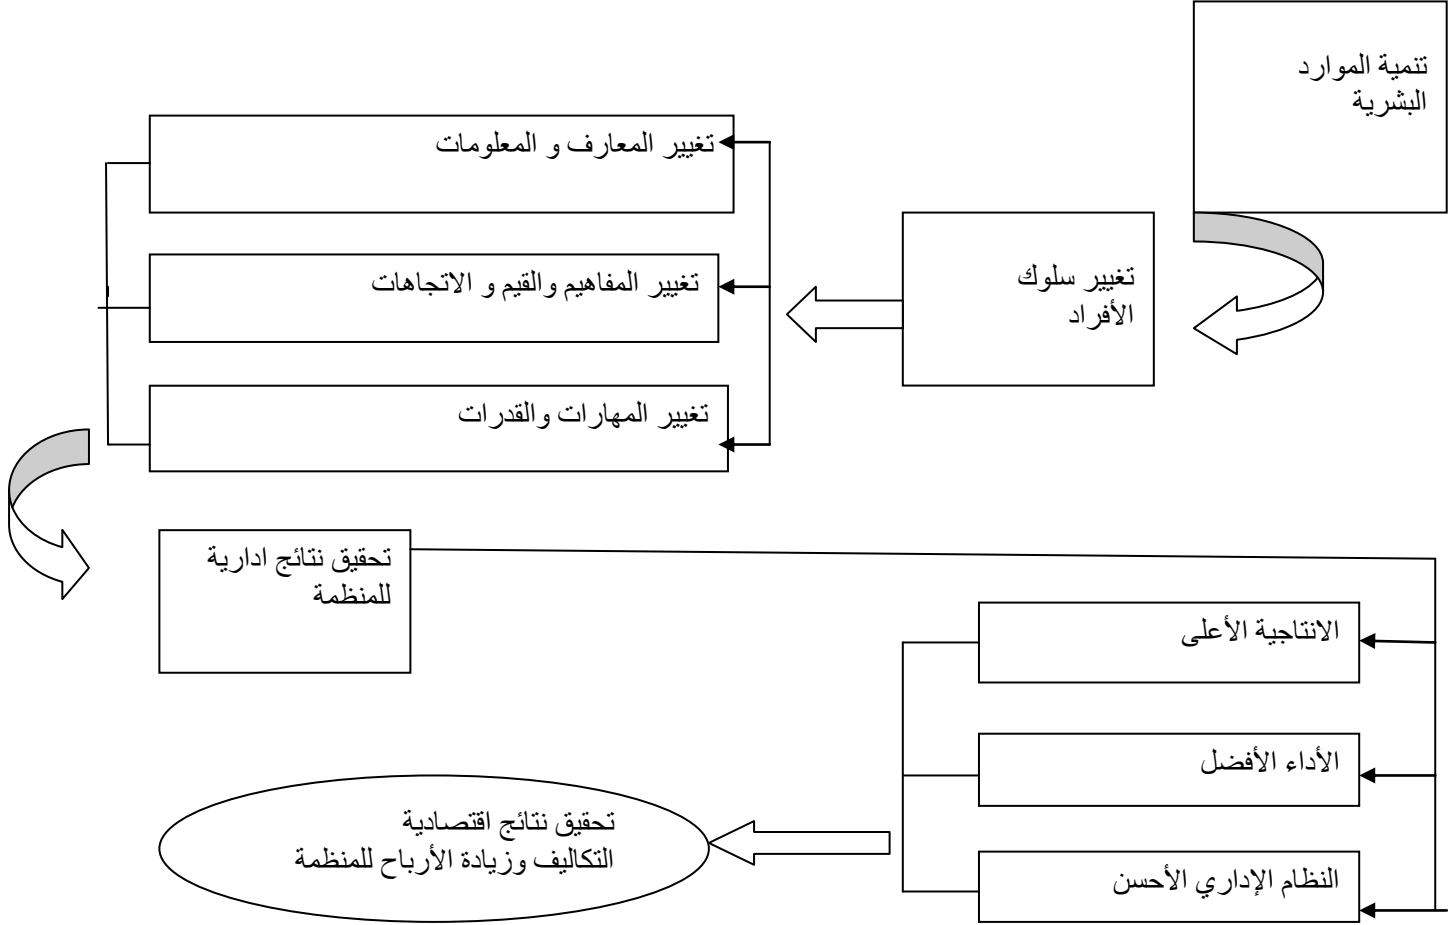 تنمية الموارد
البشرية
تغيير سلوك
الأفراد
تغيير المعارف و المعلومات
تغيير المفاهيم والقيم و الاتجاهات
تغيير المهارات والقدرات
تحقيق نتائج ادارية
للمنظمة
الانتاجية الأعلى
الأداء الأفضل
النظام الإداري الأحسن
تحقيق نتائج اقتصادية
التكاليف وزيادة الأرباح للمنظمة